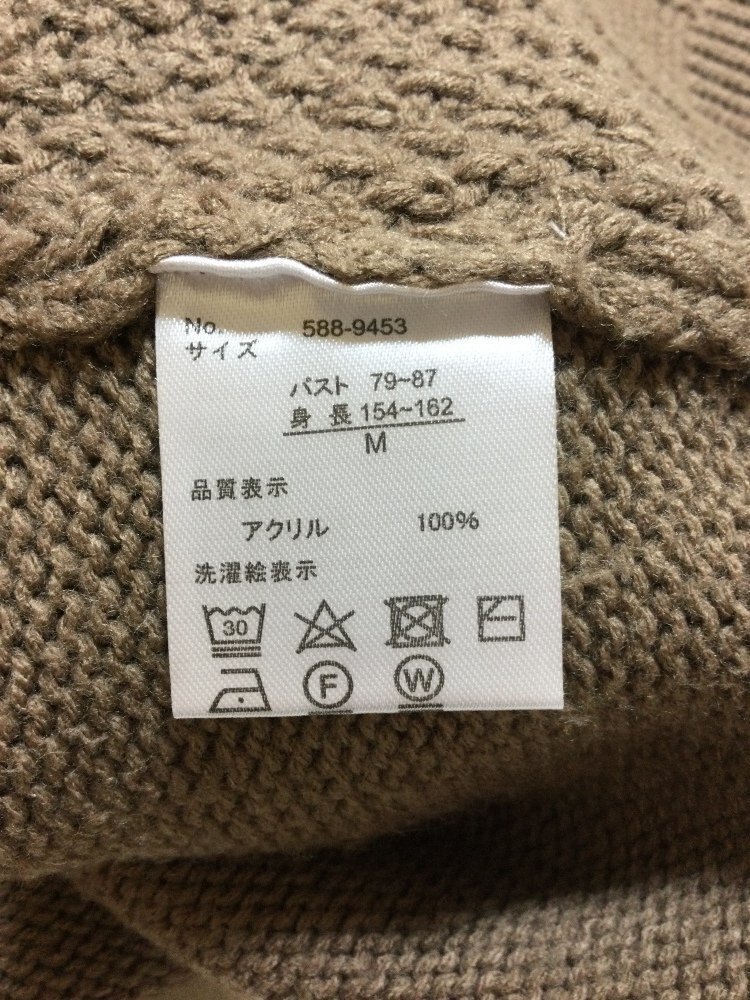 No. 588-9453
サイズ
バスト 79~87
身長 154~162
M
品質表示
アクリル 100%
洗濯絵表示
30
F W